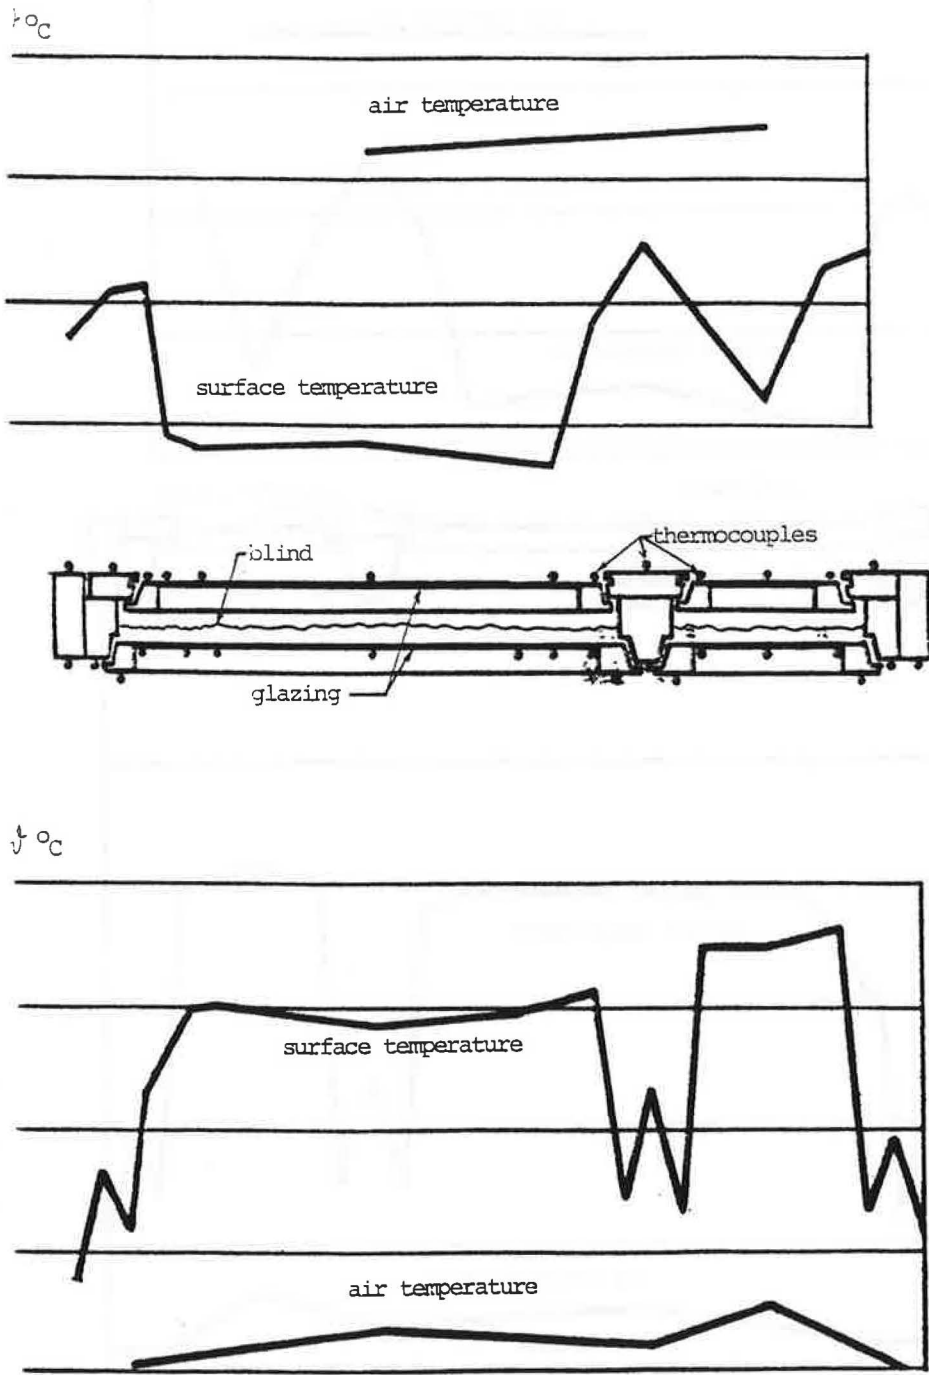 °C
air temperature
surface temperature
blind
thermocouples
glazing
ϑ °C
surface temperature
air temperature